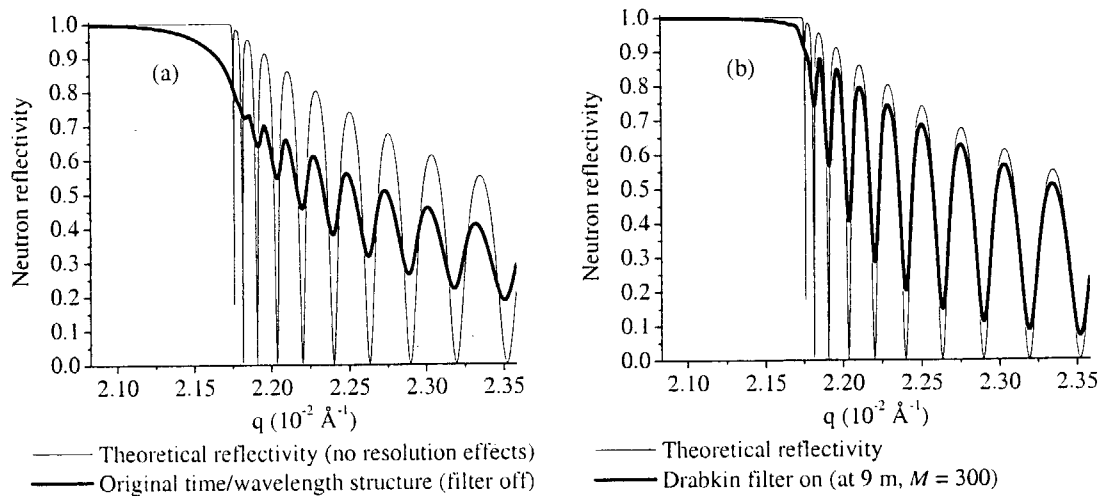 1.0
0.9
0.8
0.7
0.6
0.5
0.4
0.3
0.2
0.1
0.0
Neutron reflectivity
(a)
2.10 2.15 2.20 2.25 2.30 2.35
q (10⁻² Å⁻¹)
Theoretical reflectivity (no resolution effects)
Original time/wavelength structure (filter off)
1.0
0.9
0.8
0.7
0.6
0.5
0.4
0.3
0.2
0.1
0.0
Neutron reflectivity
(b)
2.10 2.15 2.20 2.25 2.30 2.35
q (10⁻² Å⁻¹)
Theoretical reflectivity
Drabkin filter on (at 9 m, M = 300)